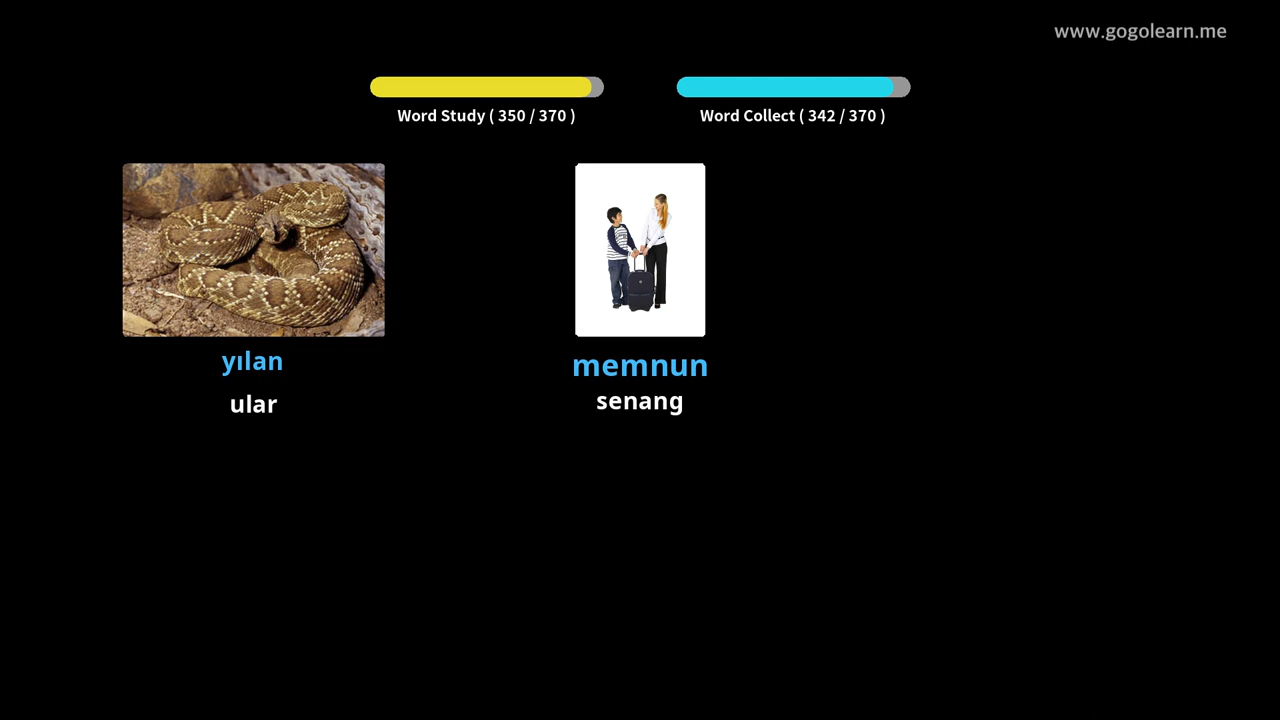 www.gogolearn.me
Word Study ( 350 / 370 )
Word Collect ( 342 / 370 )
yılan
ular
memnun
senang